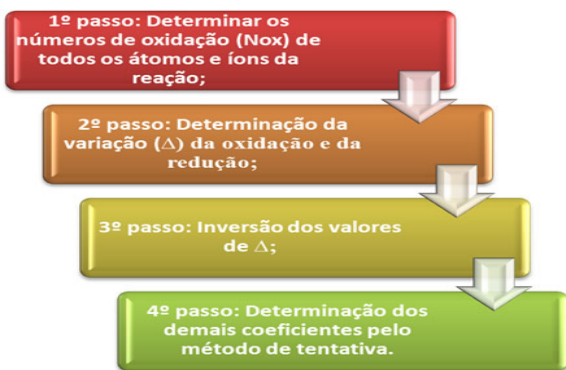 1º passo: Determinar os
números de oxidação (Nox) de
todos os átomos e íons da
reação;
2º passo: Determinação da
variação (∆) da oxidação e da
redução;
3º passo: Inversão dos valores
de ∆;
4º passo: Determinação dos
demais coeficientes pelo
método de tentativa.